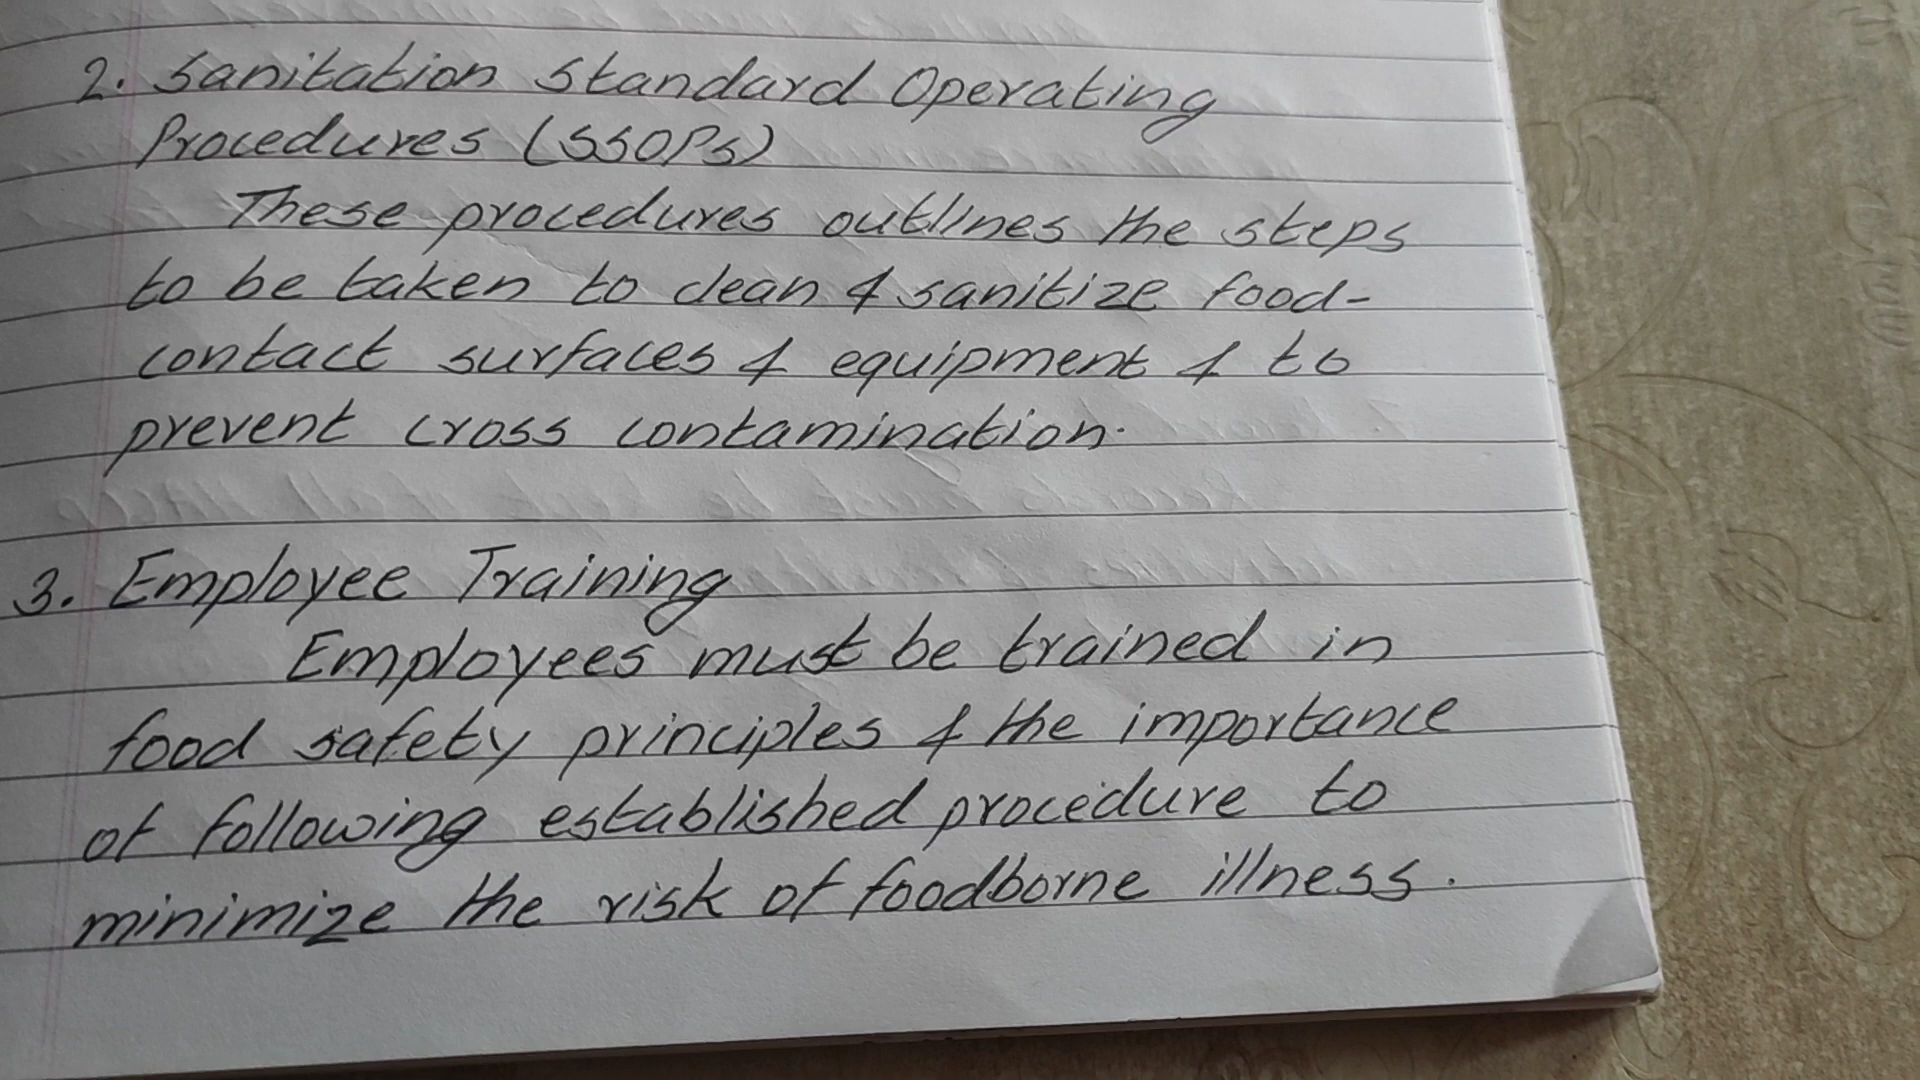 2. Sanitation Standard Operating
Procedures (SSOPs)
These procedures outlines the steps
to be taken to clean & sanitize food-
contact surfaces & equipment & to
prevent cross contamination.
3. Employee Training
Employees must be trained in
food safety principles & the importance
of following established procedure to
minimize the risk of foodborne illness.